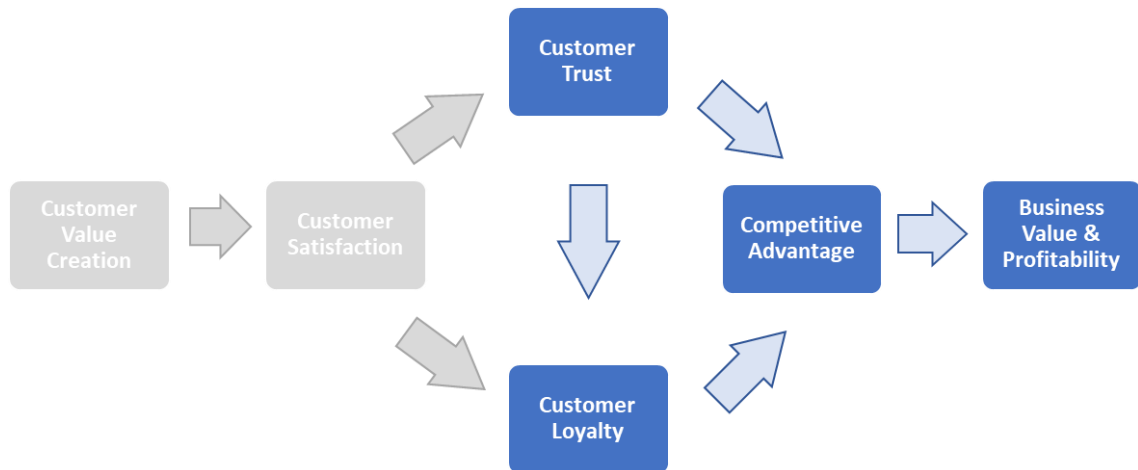 Customer
Trust
Customer
Value
Creation
Customer
Satisfaction
Competitive
Advantage
Business
Value &
Profitability
Customer
Loyalty